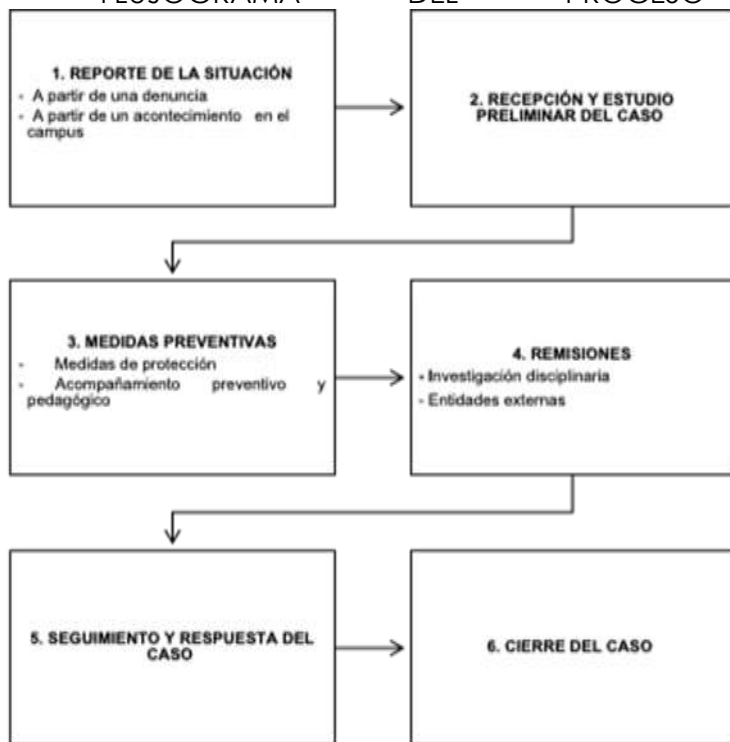 FLUJOGRAMA DEL PROCESO
1. REPORTE DE LA SITUACIÓN
- A partir de una denuncia
- A partir de un acontecimiento en el
campus
2. RECEPCIÓN Y ESTUDIO
PRELIMINAR DEL CASO
3. MEDIDAS PREVENTIVAS
- Medidas de protección
- Acompañamiento preventivo y
pedagógico
4. REMISIONES
- Investigación disciplinaria
- Entidades externas
5. SEGUIMIENTO Y RESPUESTA DEL
CASO
6. CIERRE DEL CASO